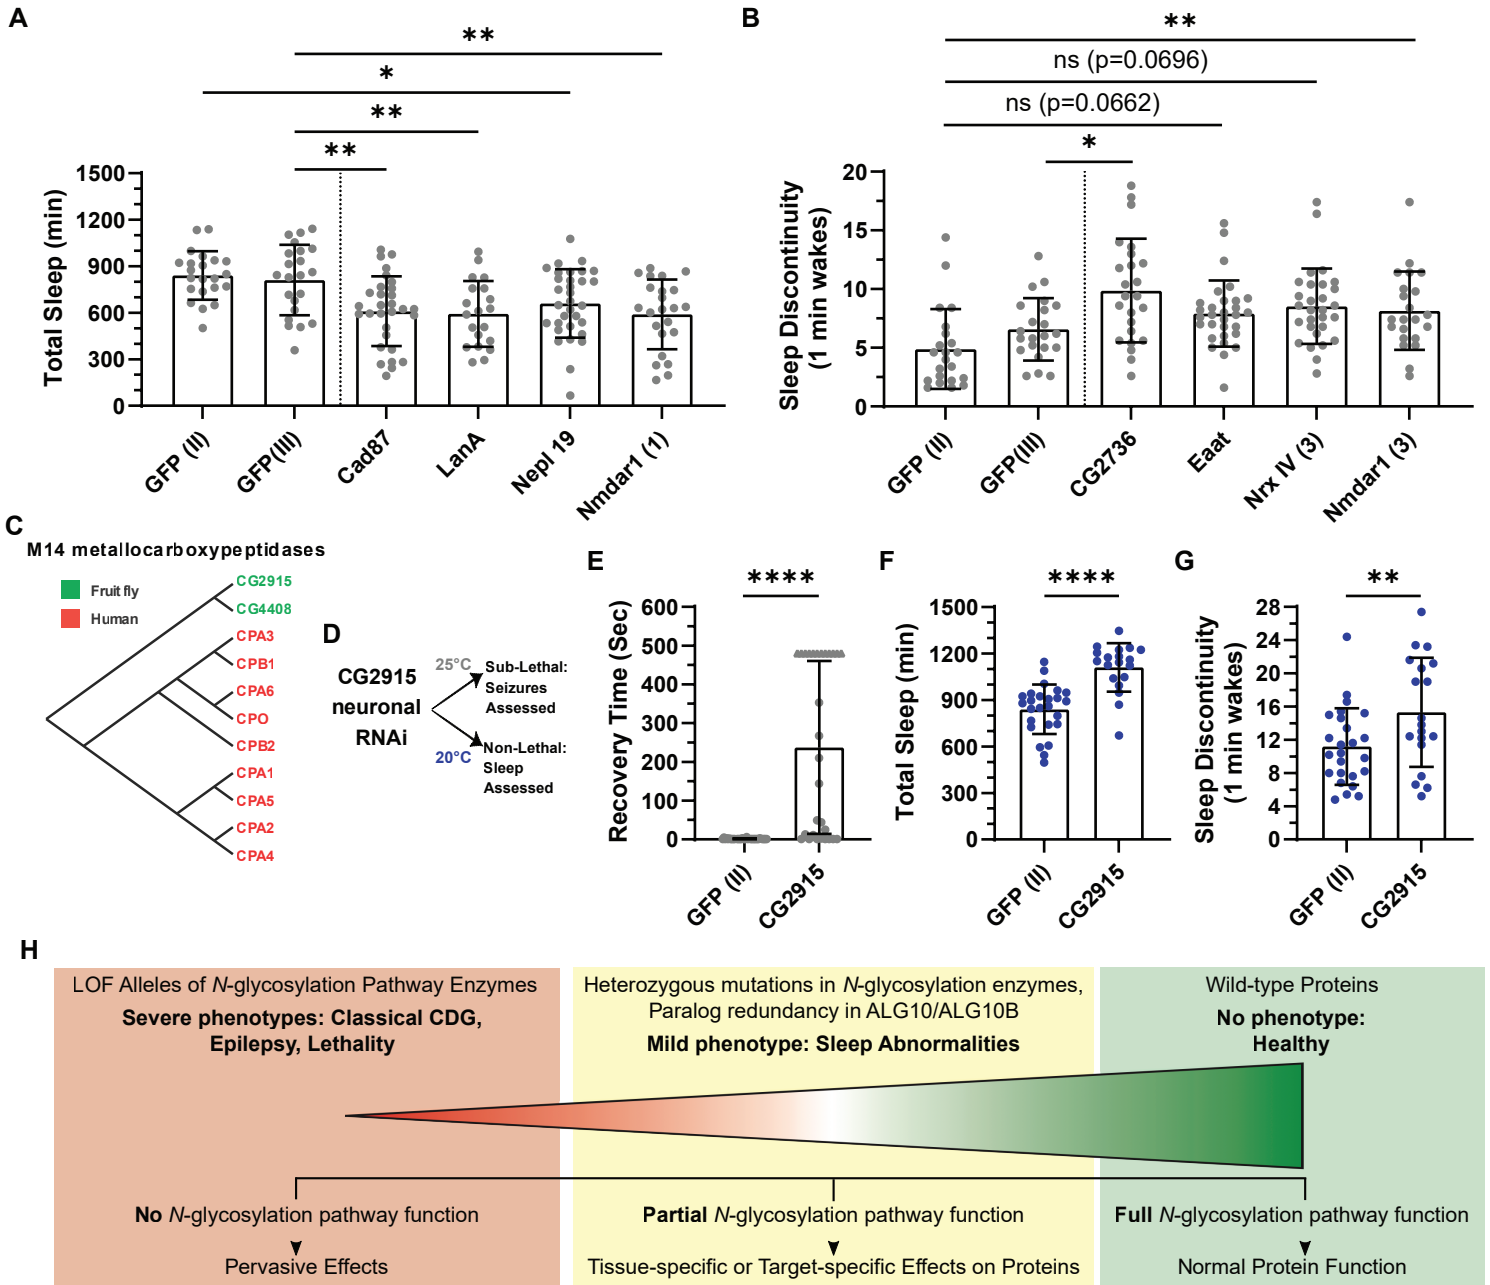 A
**
*
**
**
Total Sleep (min)
1500
1200
900
600
300
0
GFP (II)
GFP(III)
Cad87
LanA
Nepl 19
Nmdar1 (1)
B
**
ns (p=0.0696)
ns (p=0.0662)
*
Sleep Discontinuity
(1 min wakes)
20
15
10
5
0
GFP (II)
GFP(III)
CG2736
Eaat
Nrx IV (3)
Nmdar1 (3)
C
M14 metallocarboxypeptidases
Fruit fly
Human
CG2915
CG4408
CPA3
CPB1
CPA6
CPO
CPB2
CPA1
CPA5
CPA2
CPA4
D
CG2915
neuronal
RNAi
25°C
Sub-Lethal:
Seizures
Assessed
20°C
Non-Lethal:
Sleep
Assessed
E
****
Recovery Time (Sec)
600
500
400
300
200
100
0
GFP (II)
CG2915
F
****
Total Sleep (min)
1500
1200
900
600
300
0
GFP (II)
CG2915
G
**
Sleep Discontinuity
(1 min wakes)
28
24
20
16
12
8
4
0
GFP (II)
CG2915
H
LOF Alleles of N-glycosylation Pathway Enzymes
Severe phenotypes: Classical CDG,
Epilepsy, Lethality
Heterozygous mutations in N-glycosylation enzymes,
Paralog redundancy in ALG10/ALG10B
Mild phenotype: Sleep Abnormalities
Wild-type Proteins
No phenotype:
Healthy
No N-glycosylation pathway function
Pervasive Effects
Partial N-glycosylation pathway function
Tissue-specific or Target-specific Effects on Proteins
Full N-glycosylation pathway function
Normal Protein Function